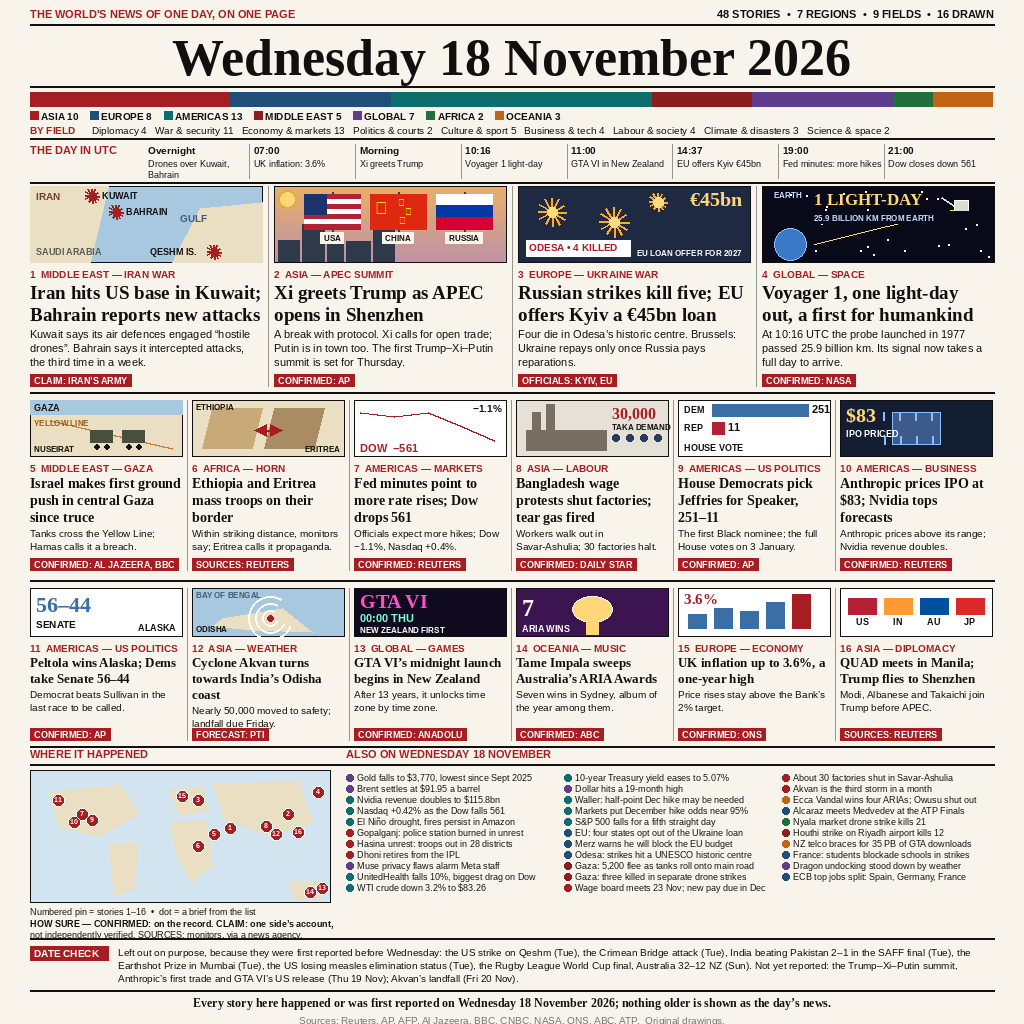 THE WORLD'S NEWS OF ONE DAY, ON ONE PAGE
48 STORIES • 7 REGIONS • 9 FIELDS • 16 DRAWN
Wednesday 18 November 2026
ASIA 10 EUROPE 8 AMERICAS 13 MIDDLE EAST 5 GLOBAL 7 AFRICA 2 OCEANIA 3
BY FIELD Diplomacy 4 War & security 11 Economy & markets 13 Politics & courts 2 Culture & sport 5 Business & tech 4 Labour & society 4 Climate & disasters 3 Science & space 2
THE DAY IN UTC
Overnight
Drones over Kuwait,
Bahrain
07:00
UK inflation: 3.6%
Morning
Xi greets Trump
10:16
Voyager 1 light-day
11:00
GTA VI in New Zealand
14:37
EU offers Kyiv €45bn
19:00
Fed minutes: more hikes
21:00
Dow closes down 561
IRAN
KUWAIT
BAHRAIN
GULF
SAUDI ARABIA
QESHM IS.
1 MIDDLE EAST — IRAN WAR
Iran hits US base in Kuwait;
Bahrain reports new attacks
Kuwait says its air defences engaged “hostile
drones”. Bahrain says it intercepted attacks,
the third time in a week.
CLAIM: IRAN'S ARMY
USA
CHINA
RUSSIA
2 ASIA — APEC SUMMIT
Xi greets Trump as APEC
opens in Shenzhen
A break with protocol. Xi calls for open trade;
Putin is in town too. The first Trump–Xi–Putin
summit is set for Thursday.
CONFIRMED: AP
€45bn
ODESA • 4 KILLED
EU LOAN OFFER FOR 2027
3 EUROPE — UKRAINE WAR
Russian strikes kill five; EU
offers Kyiv a €45bn loan
Four die in Odesa's historic centre. Brussels:
Ukraine repays only once Russia pays
reparations.
OFFICIALS: KYIV, EU
EARTH
1 LIGHT-DAY
25.9 BILLION KM FROM EARTH
4 GLOBAL — SPACE
Voyager 1, one light-day
out, a first for humankind
At 10:16 UTC the probe launched in 1977
passed 25.9 billion km. Its signal now takes a
full day to arrive.
CONFIRMED: NASA
GAZA
YELLOW LINE
NUSEIRAT
5 MIDDLE EAST — GAZA
Israel makes first ground
push in central Gaza
since truce
Tanks cross the Yellow Line;
Hamas calls it a breach.
CONFIRMED: AL JAZEERA, BBC
ETHIOPIA
ERITREA
6 AFRICA — HORN
Ethiopia and Eritrea
mass troops on their
border
Within striking distance, monitors
say; Eritrea calls it propaganda.
SOURCES: REUTERS
−1.1%
DOW −561
7 AMERICAS — MARKETS
Fed minutes point to
more rate rises; Dow
drops 561
Officials expect more hikes; Dow
−1.1%, Nasdaq +0.4%.
CONFIRMED: REUTERS
30,000
TAKA DEMAND
8 ASIA — LABOUR
Bangladesh wage
protests shut factories;
tear gas fired
Workers walk out in
Savar-Ashulia; 30 factories halt.
CONFIRMED: DAILY STAR
DEM 251
REP 11
HOUSE VOTE
9 AMERICAS — US POLITICS
House Democrats pick
Jeffries for Speaker,
251–11
The first Black nominee; the full
House votes on 3 January.
CONFIRMED: AP
$83
IPO PRICED
10 AMERICAS — BUSINESS
Anthropic prices IPO at
$83; Nvidia tops
forecasts
Anthropic prices above its range;
Nvidia revenue doubles.
CONFIRMED: REUTERS
56–44
SENATE
ALASKA
11 AMERICAS — US POLITICS
Peltola wins Alaska; Dems
take Senate 56–44
Democrat beats Sullivan in the
last race to be called.
CONFIRMED: AP
BAY OF BENGAL
ODISHA
12 ASIA — WEATHER
Cyclone Akvan turns
towards India’s Odisha
coast
Nearly 50,000 moved to safety;
landfall due Friday.
FORECAST: PTI
GTA VI
00:00 THU
NEW ZEALAND FIRST
13 GLOBAL — GAMES
GTA VI’s midnight launch
begins in New Zealand
After 13 years, it unlocks time
zone by time zone.
CONFIRMED: ANADOLU
7
ARIA WINS
14 OCEANIA — MUSIC
Tame Impala sweeps
Australia’s ARIA Awards
Seven wins in Sydney, album of
the year among them.
CONFIRMED: ABC
3.6%
15 EUROPE — ECONOMY
UK inflation up to 3.6%, a
one-year high
Price rises stay above the Bank's
2% target.
CONFIRMED: ONS
US IN AU JP
16 ASIA — DIPLOMACY
QUAD meets in Manila;
Trump flies to Shenzhen
Modi, Albanese and Takaichi join
Trump before APEC.
SOURCES: REUTERS
WHERE IT HAPPENED
11
10
7
9
15
3
6
5
1
8
2
12
16
4
14
13
Numbered pin = stories 1–16 • dot = a brief from the list
HOW SURE — CONFIRMED: on the record. CLAIM: one side's account,
not independently verified. SOURCES: monitors, via a news agency.
ALSO ON WEDNESDAY 18 NOVEMBER
Gold falls to $3,770, lowest since Sept 2025
Brent settles at $91.95 a barrel
Nvidia revenue doubles to $115.8bn
Nasdaq +0.42% as the Dow falls 561
El Niño drought, fires persist in Amazon
Gopalganj: police station burned in unrest
Hasina unrest: torches out in 28 districts
Dhoni retires from the IPL
Muse privacy flaws alarm Meta staff
UnitedHealth falls 10%, biggest drag on Dow
WTI crude down 3.2% to $83.26
10-year Treasury yield eases to 5.07%
Dollar hits a 19-month high
Waller: half-point Dec hike may be needed
Markets put December hike odds near 95%
S&P 500 falls for a fifth straight day
EU: four states opt out of the Ukraine loan
Merz warns he will block the EU budget
Odesa: strikes hit a UNESCO historic centre
Gaza: 5,200 flee as tanks roll onto main road
Gaza: three killed in separate drone strikes
Wage board meets 23 Nov; new pay due in Dec
About 30 factories shut in Savar-Ashulia
Akvan is the third storm in a month
Ecca Vandal wins four ARIAs; Owusu shut out
Alcaraz meets Medvedev at the ATP Finals
Nyala market drone strike kills 21
Houthi strike on Riyadh airport kills 12
NZ telco braces for 35 PB of GTA downloads
France: students blockade schools in strikes
Dragon undocking stood down by weather
ECB top jobs split: Spain, Germany, France
DATE CHECK
Left out on purpose, because they were first reported before Wednesday: the US strike on Qeshm (Tue), the Crimean Bridge attack (Tue), India beating Pakistan 2–1 in the SAFF final (Tue), the
Earthshot Prize in Mumbai (Tue), the US losing measles elimination status (Tue), the Rugby League World Cup final, Australia 32–12 NZ (Sun). Not yet reported: the Trump–Xi–Putin summit,
Anthropic's first trade and GTA VI's US release (Thu 19 Nov); Akvan's landfall (Fri 20 Nov).
Every story here happened or was first reported on Wednesday 18 November 2026; nothing older is shown as the day’s news.
Sources: Reuters, AP, AFP, Al Jazeera, BBC, CNBC, NASA, ONS, ABC, ATP. Original drawings.